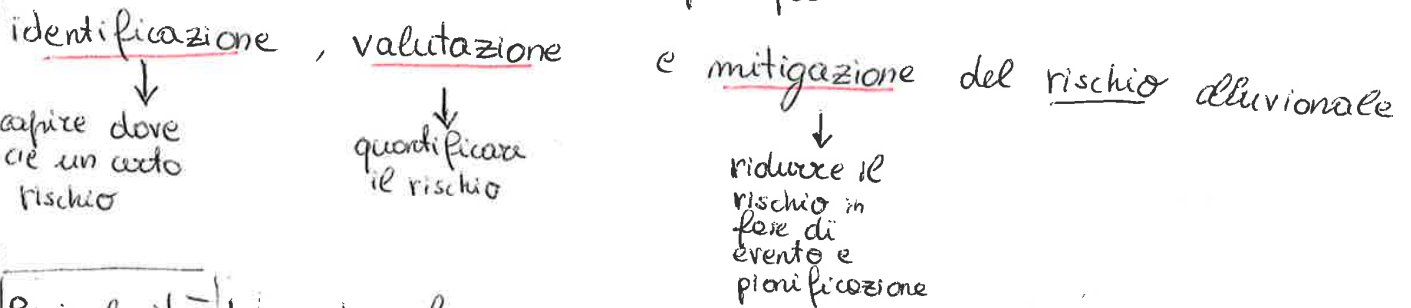 identificazione , valutazione e mitigazione del rischio alluvionale
↓ ↓ ↓
capire dove
c'è un certo
rischio
quantificare
il rischio
ridurre il
rischio in
fase di
evento e
pianificazione